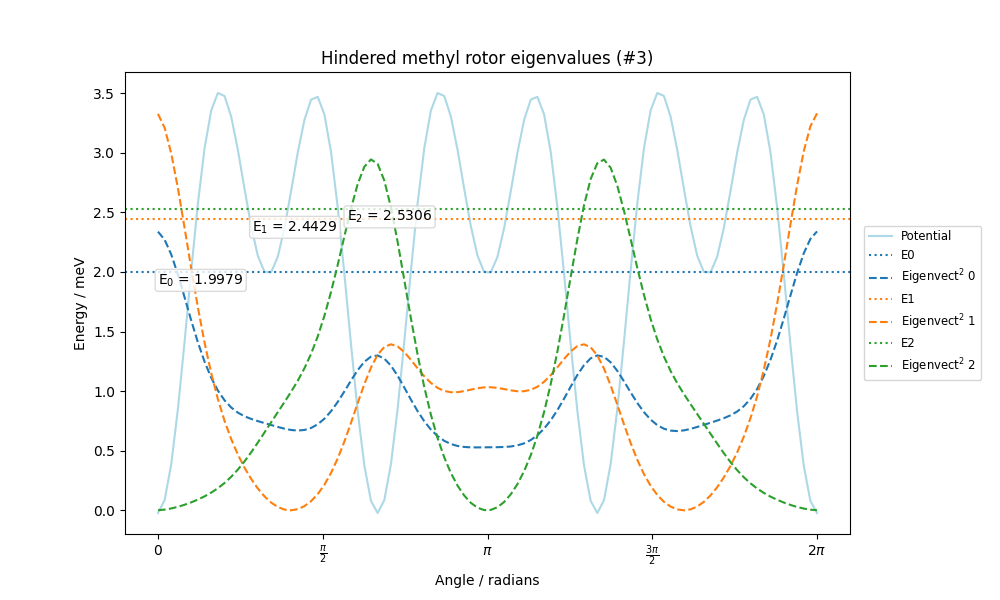 Hindered methyl rotor eigenvalues (#3)
Energy / meV
3.5
3.0
2.5
2.0
1.5
1.0
0.5
0.0
E₂ = 2.5306
E₁ = 2.4429
E₀ = 1.9979
0
π/2
π
3π/2
2π
Angle / radians
Potential
E0
Eigenvect² 0
E1
Eigenvect² 1
E2
Eigenvect² 2